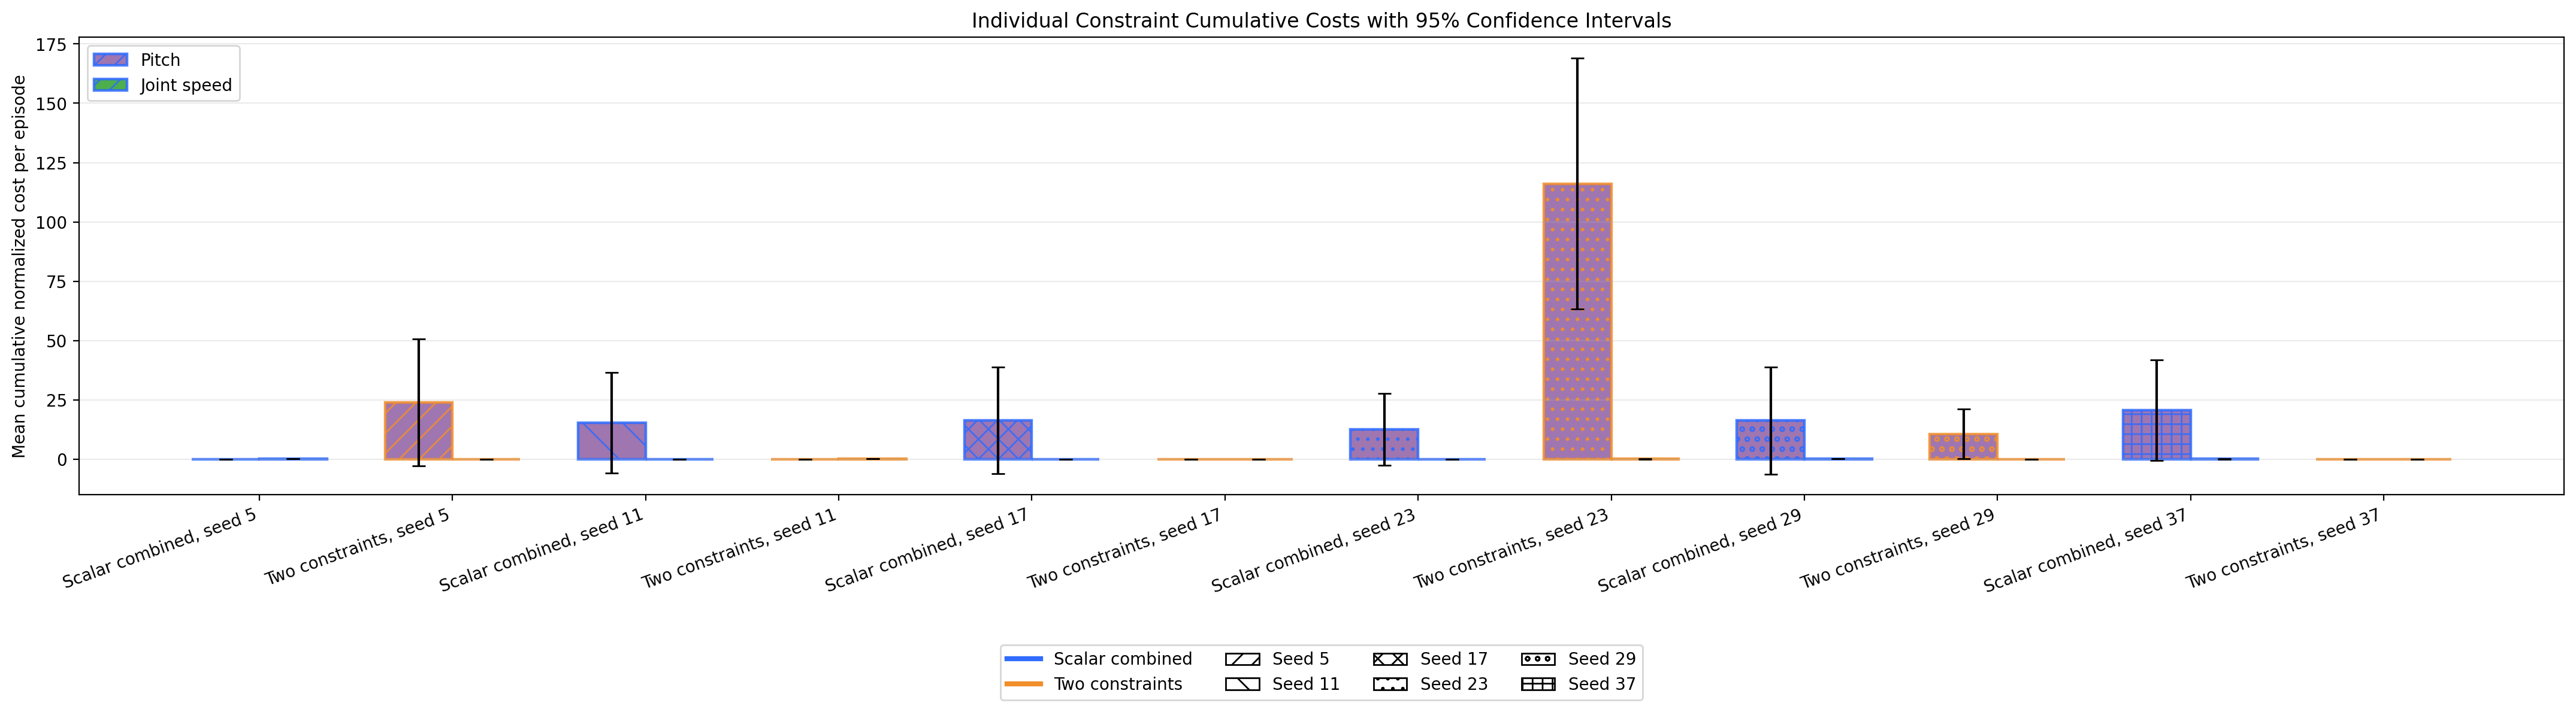 Individual Constraint Cumulative Costs with 95% Confidence Intervals
Mean cumulative normalized cost per episode
175
150
125
100
75
50
25
0
Pitch
Joint speed
Scalar combined, seed 5
Two constraints, seed 5
Scalar combined, seed 11
Two constraints, seed 11
Scalar combined, seed 17
Two constraints, seed 17
Scalar combined, seed 23
Two constraints, seed 23
Scalar combined, seed 29
Two constraints, seed 29
Scalar combined, seed 37
Two constraints, seed 37
Scalar combined
Two constraints
Seed 5
Seed 11
Seed 17
Seed 23
Seed 29
Seed 37